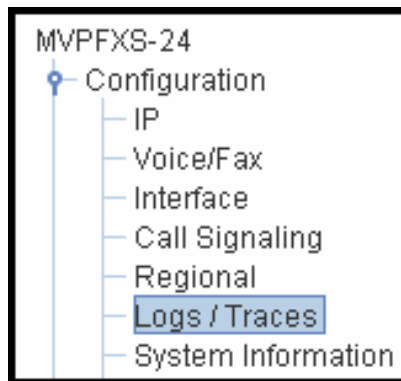 MVPFXS-24
Configuration
IP
Voice/Fax
Interface
Call Signaling
Regional
Logs / Traces
System Information